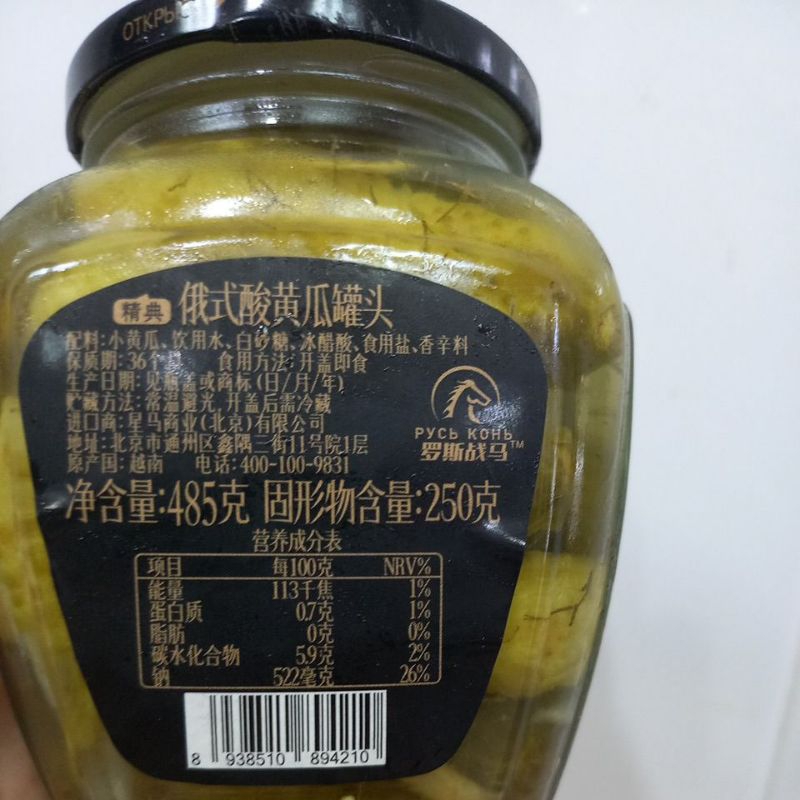 ОТКРЫ
精典 俄式酸黄瓜罐头
配料:小黄瓜、饮用水、白砂糖、冰醋酸、食用盐、香辛料
保质期:36个月 食用方法:开盖即食
生产日期:见瓶盖或商标(日/月/年)
贮藏方法:常温避光,开盖后需冷藏
进口商:星马商业(北京)有限公司
地址:北京市通州区鑫隅三街11号院1层
原产国:越南 电话:400-100-9831
РУСЬ КОНЬ
罗斯战马™
净含量:485克 固形物含量:250克
营养成分表
项目 每100克 NRV%
能量 113千焦 1%
蛋白质 0.7克 1%
脂肪 0克 0%
碳水化合物 5.9克 2%
钠 522毫克 26%
8 938510 894210